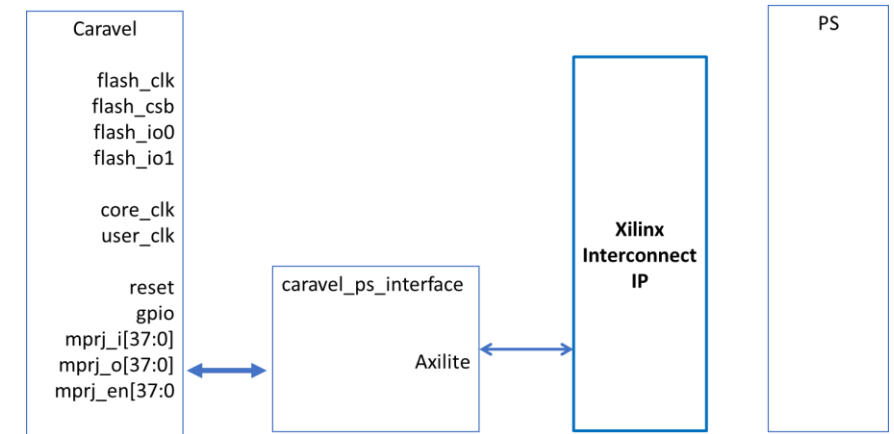 Caravel
flash_clk
flash_csb
flash_io0
flash_io1
core_clk
user_clk
reset
gpio
mprj_i[37:0]
mprj_o[37:0]
mprj_en[37:0
caravel_ps_interface
Axilite
Xilinx
Interconnect
IP
PS